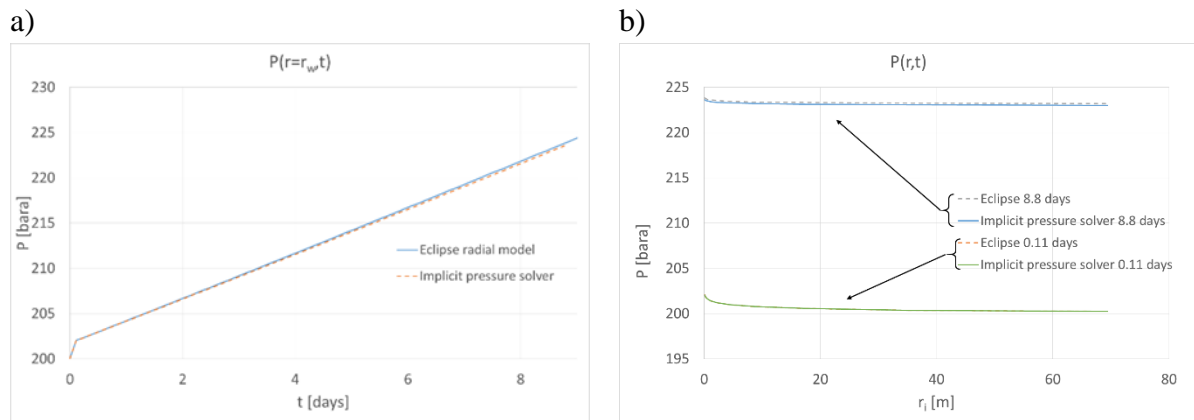 a)
P(r=r_w,t)
230
225
220
215
210
205
200
P [bara]
0
2
4
6
8
t [days]
Eclipse radial model
Implicit pressure solver
b)
P(r,t)
225
220
215
210
205
200
195
P [bara]
0
20
40
60
80
r_i [m]
Eclipse 8.8 days
Implicit pressure solver 8.8 days
Eclipse 0.11 days
Implicit pressure solver 0.11 days